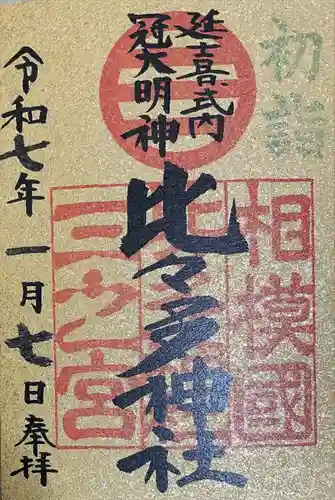 初詣
延喜式内
冠大明神
比々多神社
相模國
三之宮
令和七年一月七日奉拝